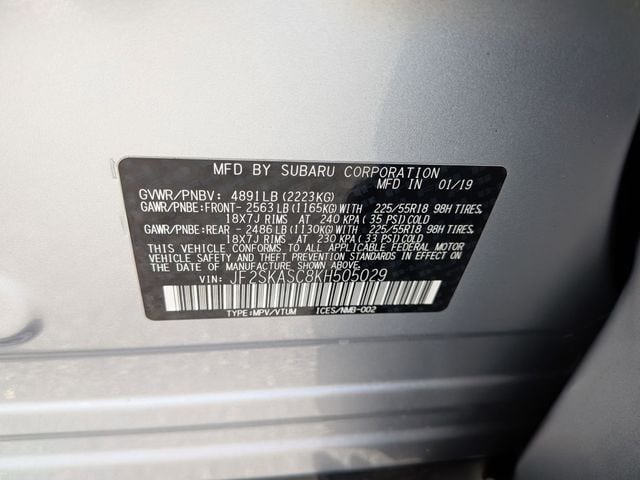 MFD BY SUBARU CORPORATION
MFD IN 01/19
GVWR/PNBV: 4891LB (2223KG)
GAWR/PNBE:FRONT- 2563LB (1165KG) WITH 225/55R18 98H TIRES,
18X7J RIMS AT 240 KPA (35 PSI) COLD
GAWR/PNBE:REAR - 2486LB (1130KG) WITH 225/55R18 98H TIRES,
18X7J RIMS AT 230 KPA (33 PSI) COLD
THIS VEHICLE CONFORMS TO ALL APPLICABLE FEDERAL MOTOR
VEHICLE SAFETY AND THEFT PREVENTION STANDARDS IN EFFECT
ON THE DATE OF MANUFACTURE SHOWN ABOVE.
VIN: JF2SKASC8KH505029
TYPE:MPV/VTUM ICES/NMB-002